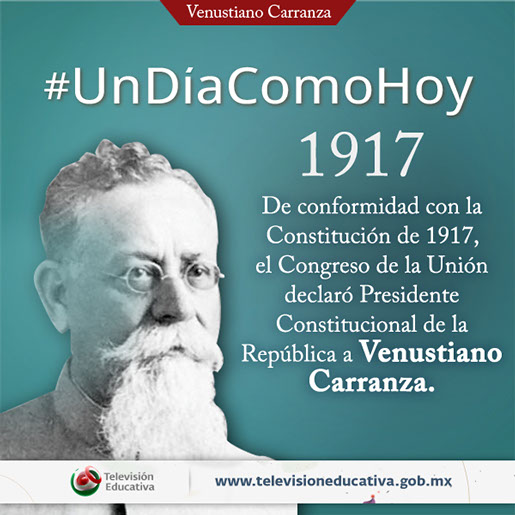 Venustiano Carranza
#UnDíaComoHoy
1917
De conformidad con la
Constitución de 1917,
el Congreso de la Unión
declaró Presidente
Constitucional de la
República a Venustiano
Carranza.
Televisión
Educativa
www.televisioneducativa.gob.mx